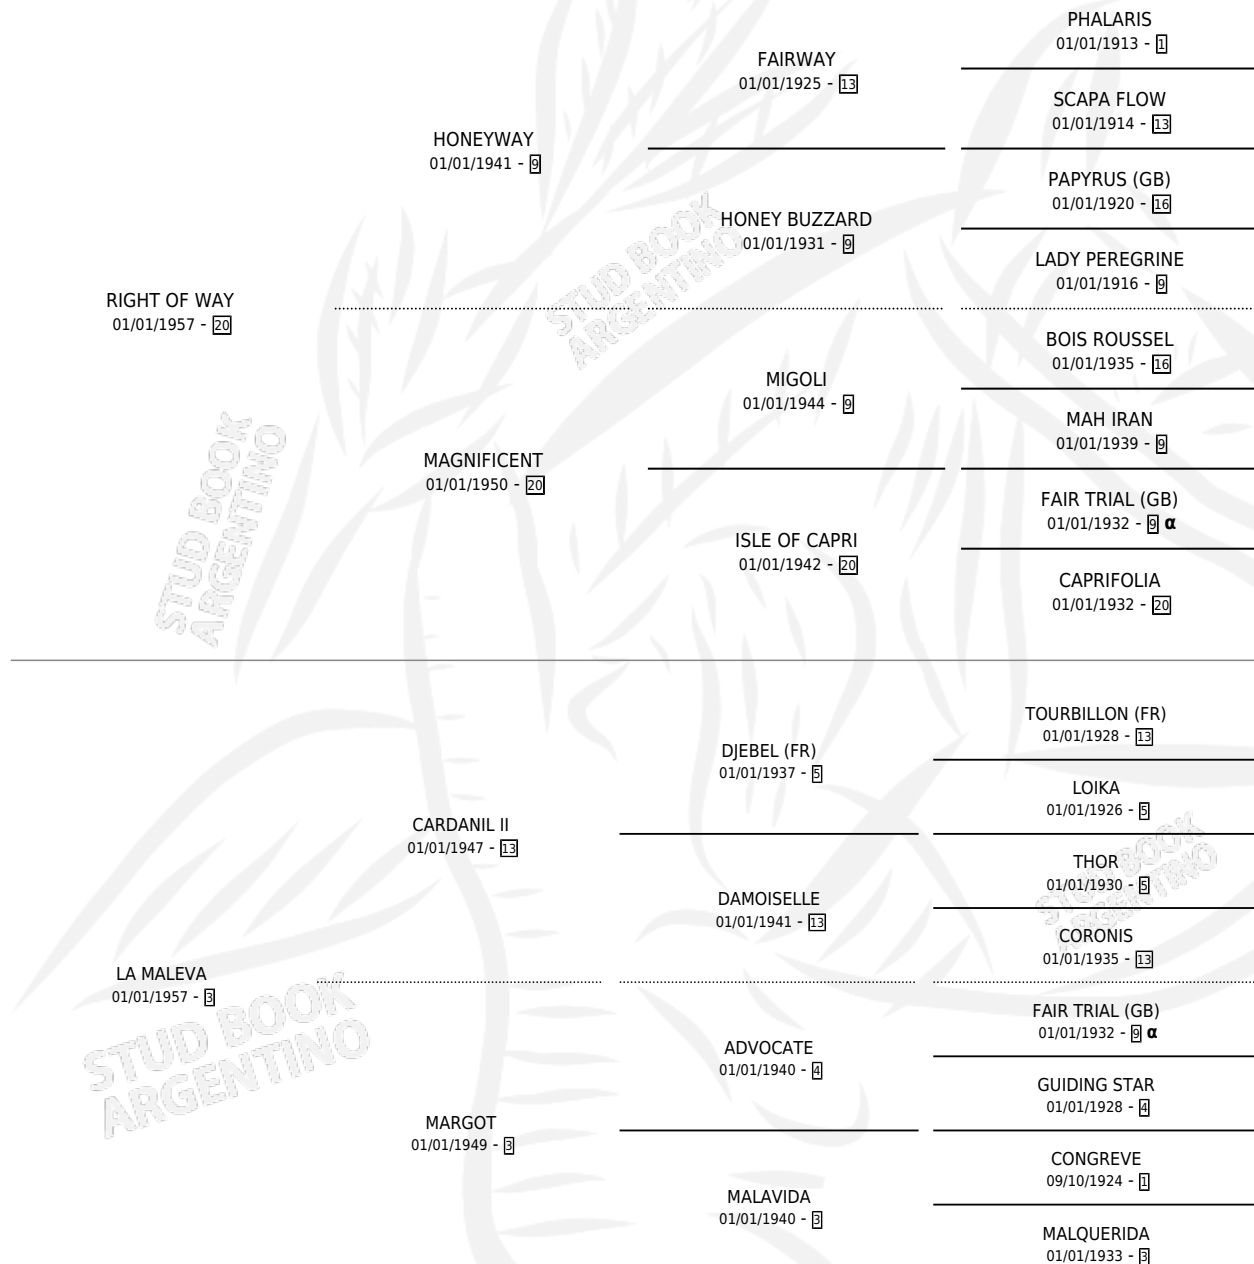 PHALARIS
01/01/1913 - 1
FAIRWAY
01/01/1925 - 13
SCAPA FLOW
01/01/1914 - 13
HONEYWAY
01/01/1941 - 9
PAPYRUS (GB)
01/01/1920 - 16
HONEY BUZZARD
01/01/1931 - 9
LADY PEREGRINE
01/01/1916 - 9
STUD BOOK
ARGENTINO
RIGHT OF WAY
01/01/1957 - 20
BOIS ROUSSEL
01/01/1935 - 16
MIGOLI
01/01/1944 - 9
MAH IRAN
01/01/1939 - 9
MAGNIFICENT
01/01/1950 - 20
FAIR TRIAL (GB)
01/01/1932 - 9 α
ISLE OF CAPRI
01/01/1942 - 20
CAPRIFOLIA
01/01/1932 - 20
STUD BOOK
ARGENTINO
TOURBILLON (FR)
01/01/1928 - 13
DJEBEL (FR)
01/01/1937 - 5
LOIKA
01/01/1926 - 5
CARDANIL II
01/01/1947 - 13
THOR
01/01/1930 - 5
DAMOISELLE
01/01/1941 - 13
CORONIS
01/01/1935 - 13
STUD BOOK
ARGENTINO
LA MALEVA
01/01/1957 - 3
FAIR TRIAL (GB)
01/01/1932 - 9 α
ADVOCATE
01/01/1940 - 4
GUIDING STAR
01/01/1928 - 4
MARGOT
01/01/1949 - 3
CONGREVE
09/10/1924 - 1
MALAVIDA
01/01/1940 - 3
MALQUERIDA
01/01/1933 - 3
STUD BOOK
ARGENTINO